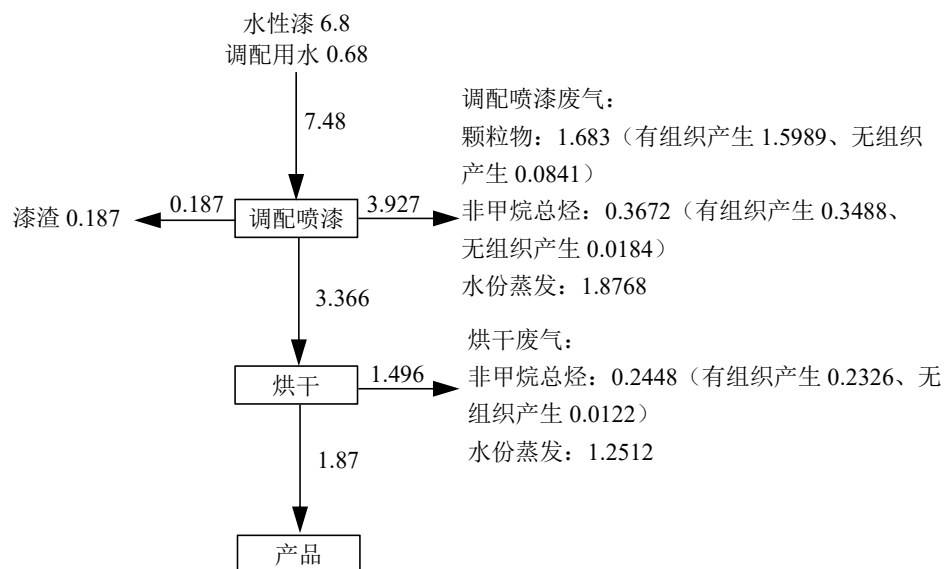 水性漆 6.8
调配用水 0.68
7.48
调配喷漆废气：
颗粒物：1.683（有组织产生 1.5989、无组织
产生 0.0841）
非甲烷总烃：0.3672（有组织产生 0.3488、
无组织产生 0.0184）
水份蒸发：1.8768
漆渣 0.187
0.187
调配喷漆
3.927
3.366
烘干废气：
非甲烷总烃：0.2448（有组织产生 0.2326、无
组织产生 0.0122）
水份蒸发：1.2512
烘干
1.496
1.87
产品